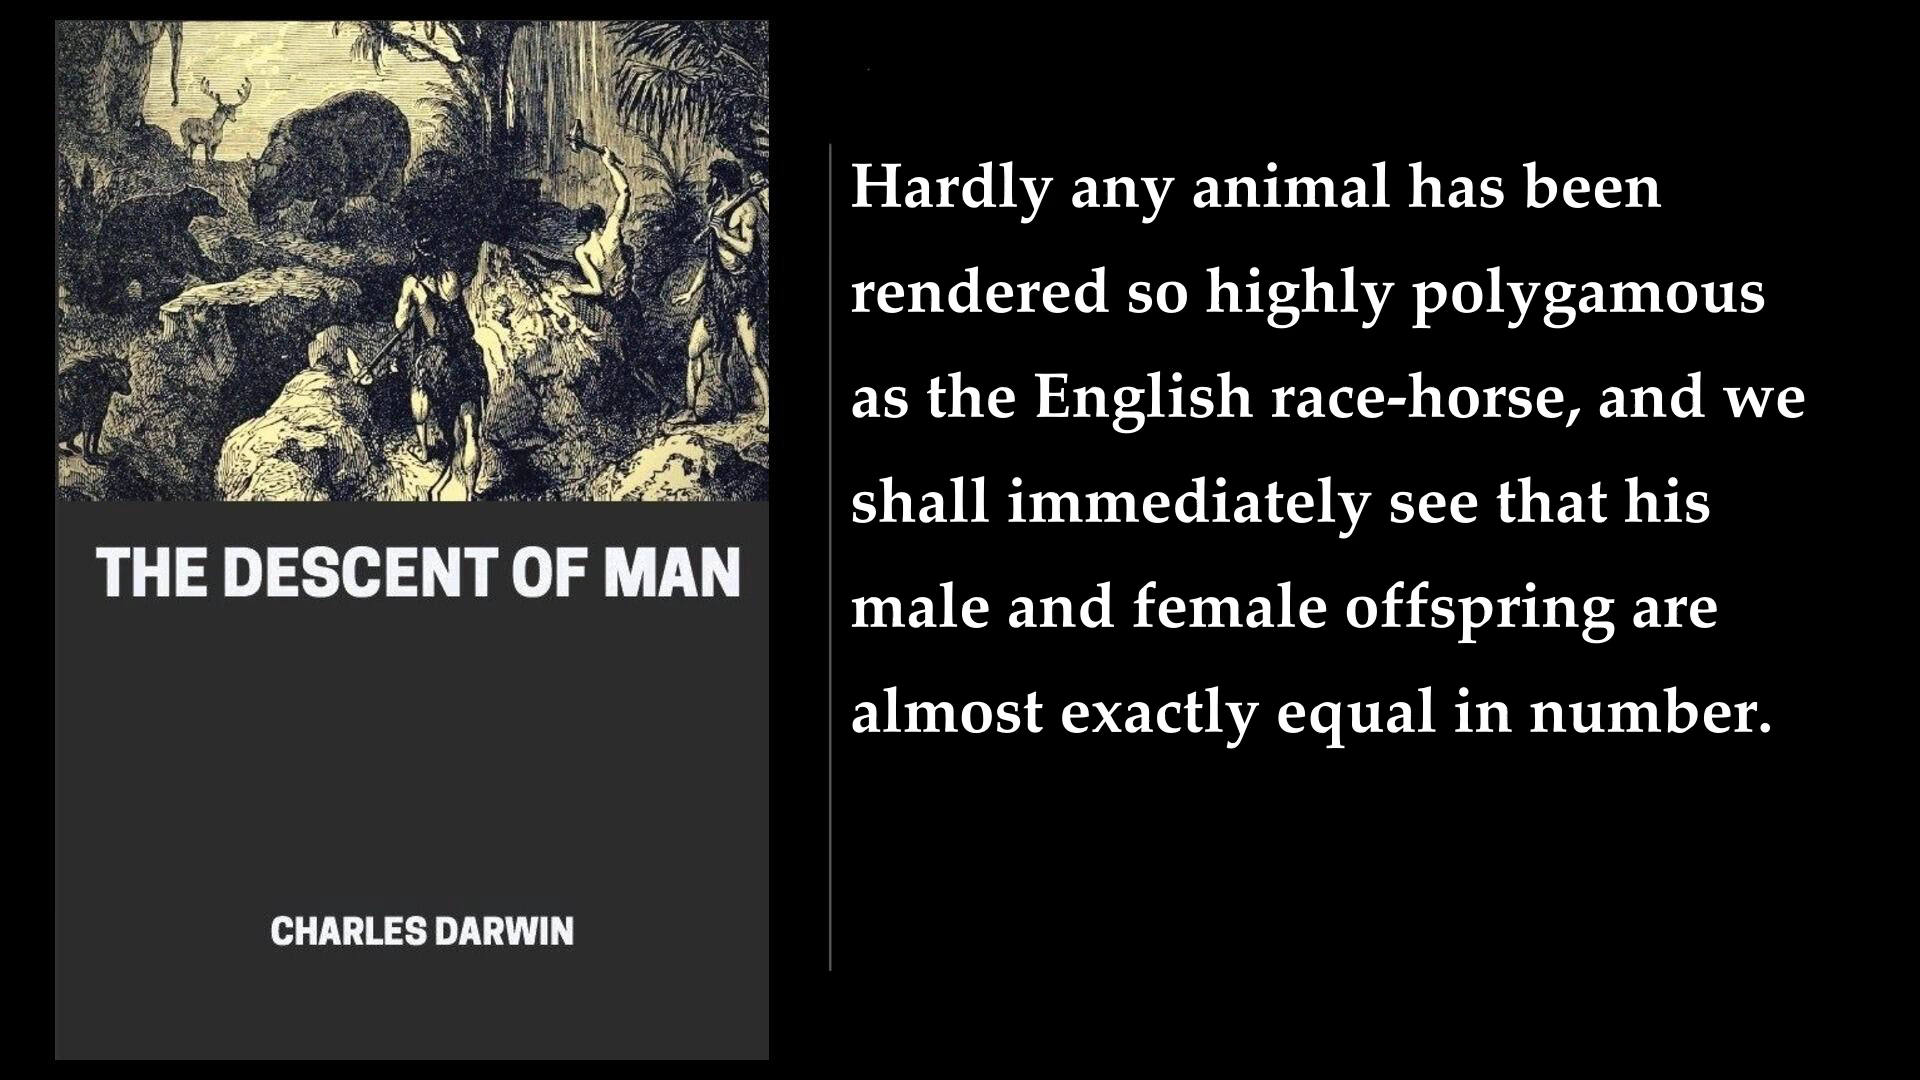 THE DESCENT OF MAN
CHARLES DARWIN
Hardly any animal has been
rendered so highly polygamous
as the English race-horse, and we
shall immediately see that his
male and female offspring are
almost exactly equal in number.